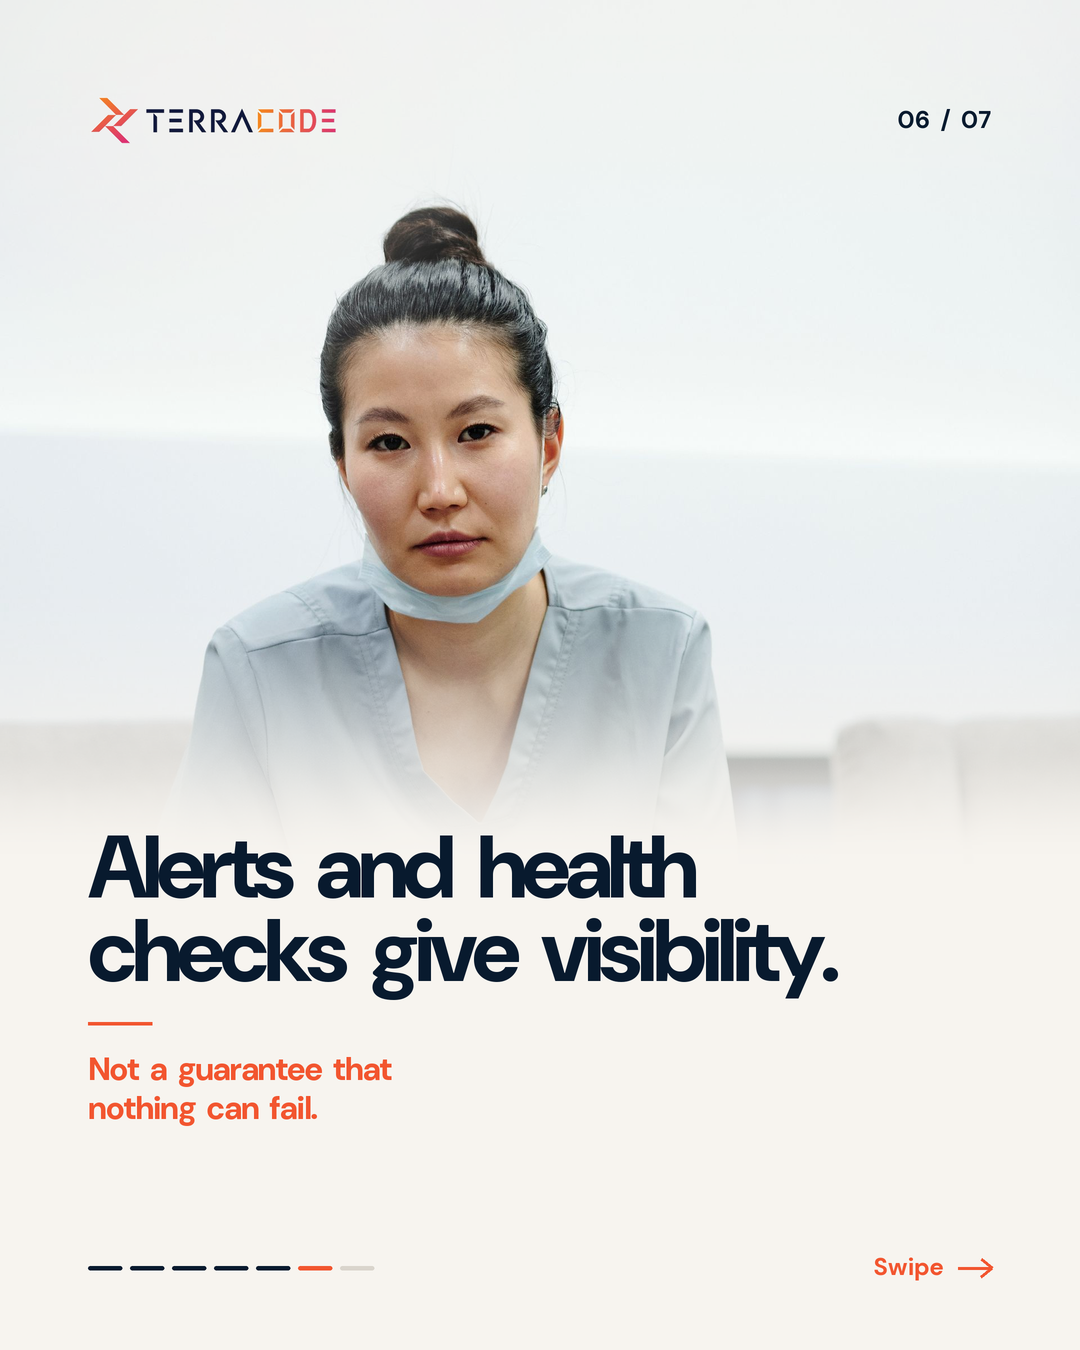 TERRACODE
06 / 07
Alerts and health
checks give visibility.
Not a guarantee that
nothing can fail.
Swipe